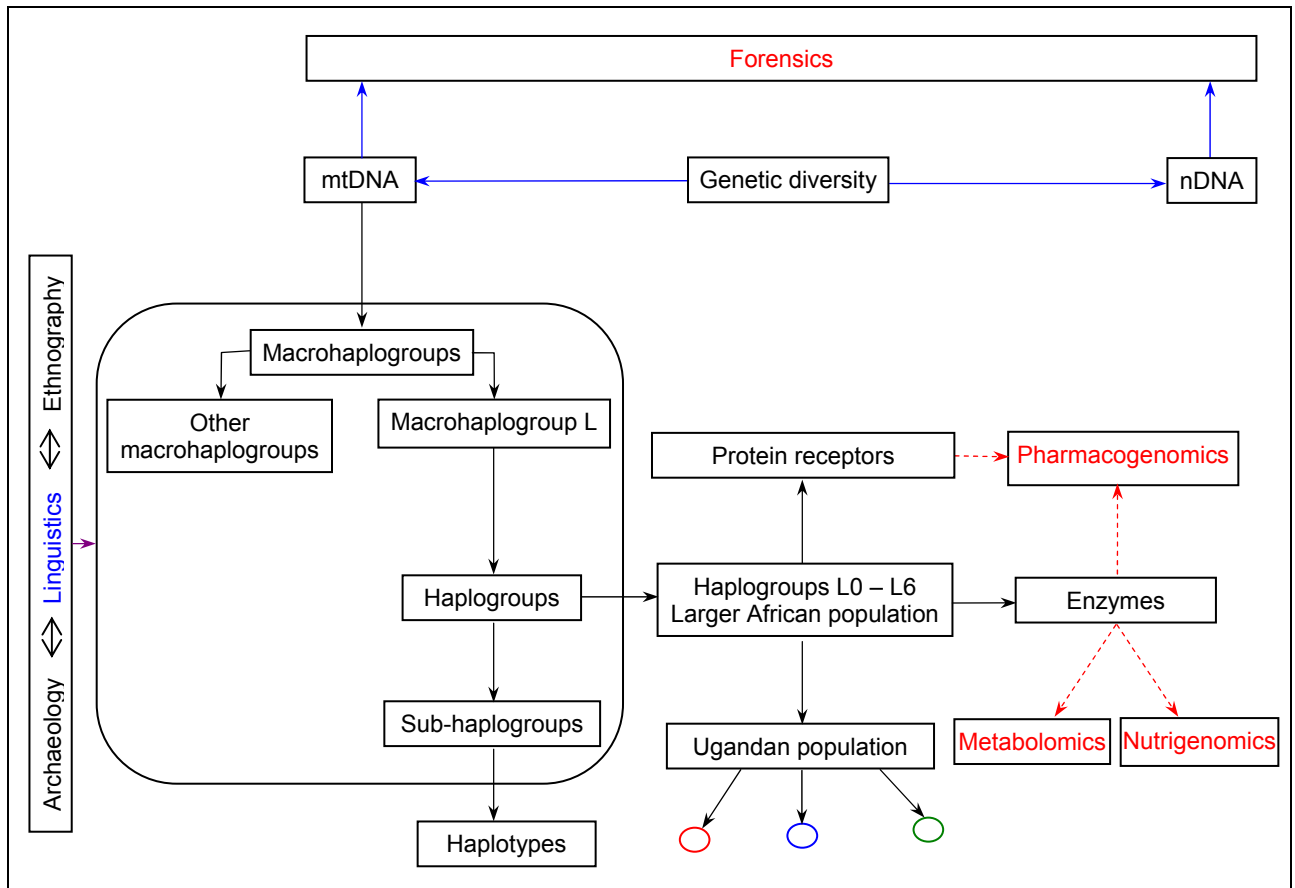 Forensics
mtDNA
Genetic diversity
nDNA
Archaeology
Linguistics
Ethnography
Macrohaplogroups
Other
macrohaplogroups
Macrohaplogroup L
Protein receptors
Pharmacogenomics
Haplogroups
Haplogroups L0 – L6
Larger African population
Enzymes
Sub-haplogroups
Ugandan population
Metabolomics
Nutrigenomics
Haplotypes